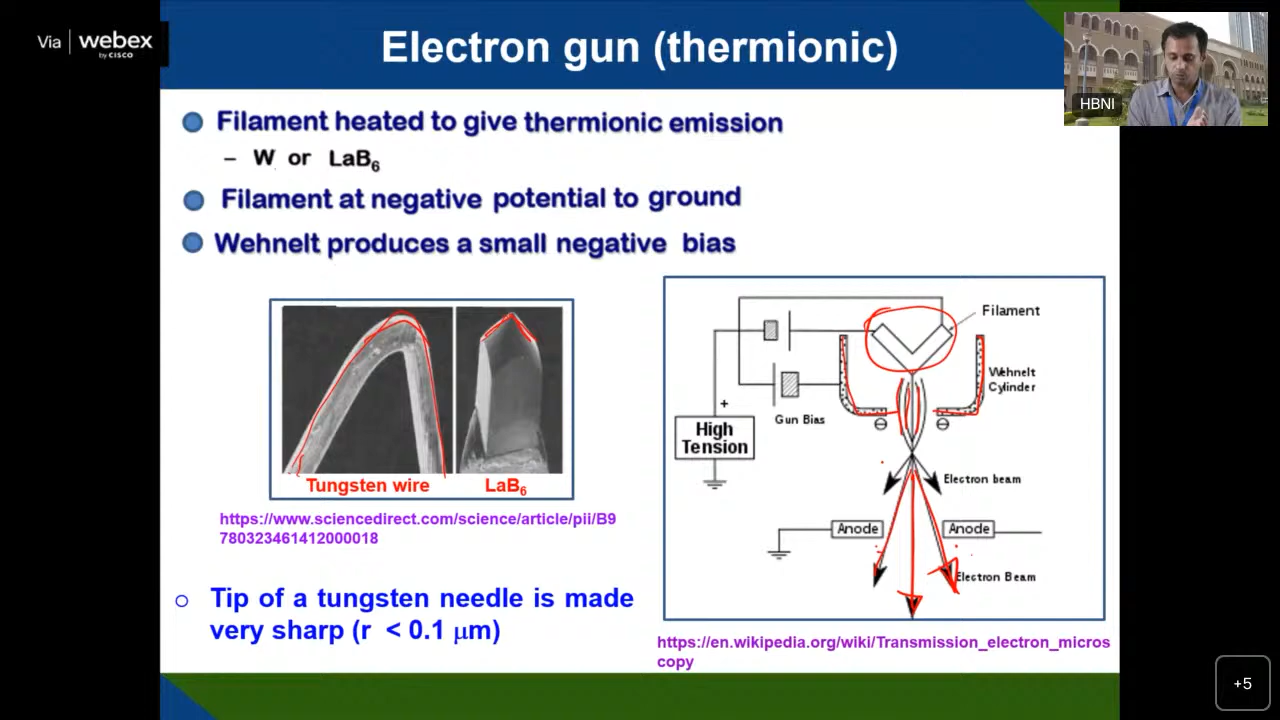 Via webex
by CISCO
Electron gun (thermionic)
HBNI
Filament heated to give thermionic emission
– W or LaB6
Filament at negative potential to ground
Wehnelt produces a small negative bias
Filament
Wehnelt
Cylinder
+
Gun Bias
High
Tension
Electron beam
Anode
Anode
Electron Beam
Tungsten wire
LaB6
https://www.sciencedirect.com/science/article/pii/B9
780323461412000018
Tip of a tungsten needle is made
very sharp (r < 0.1 μm)
https://en.wikipedia.org/wiki/Transmission_electron_micros
copy
+5